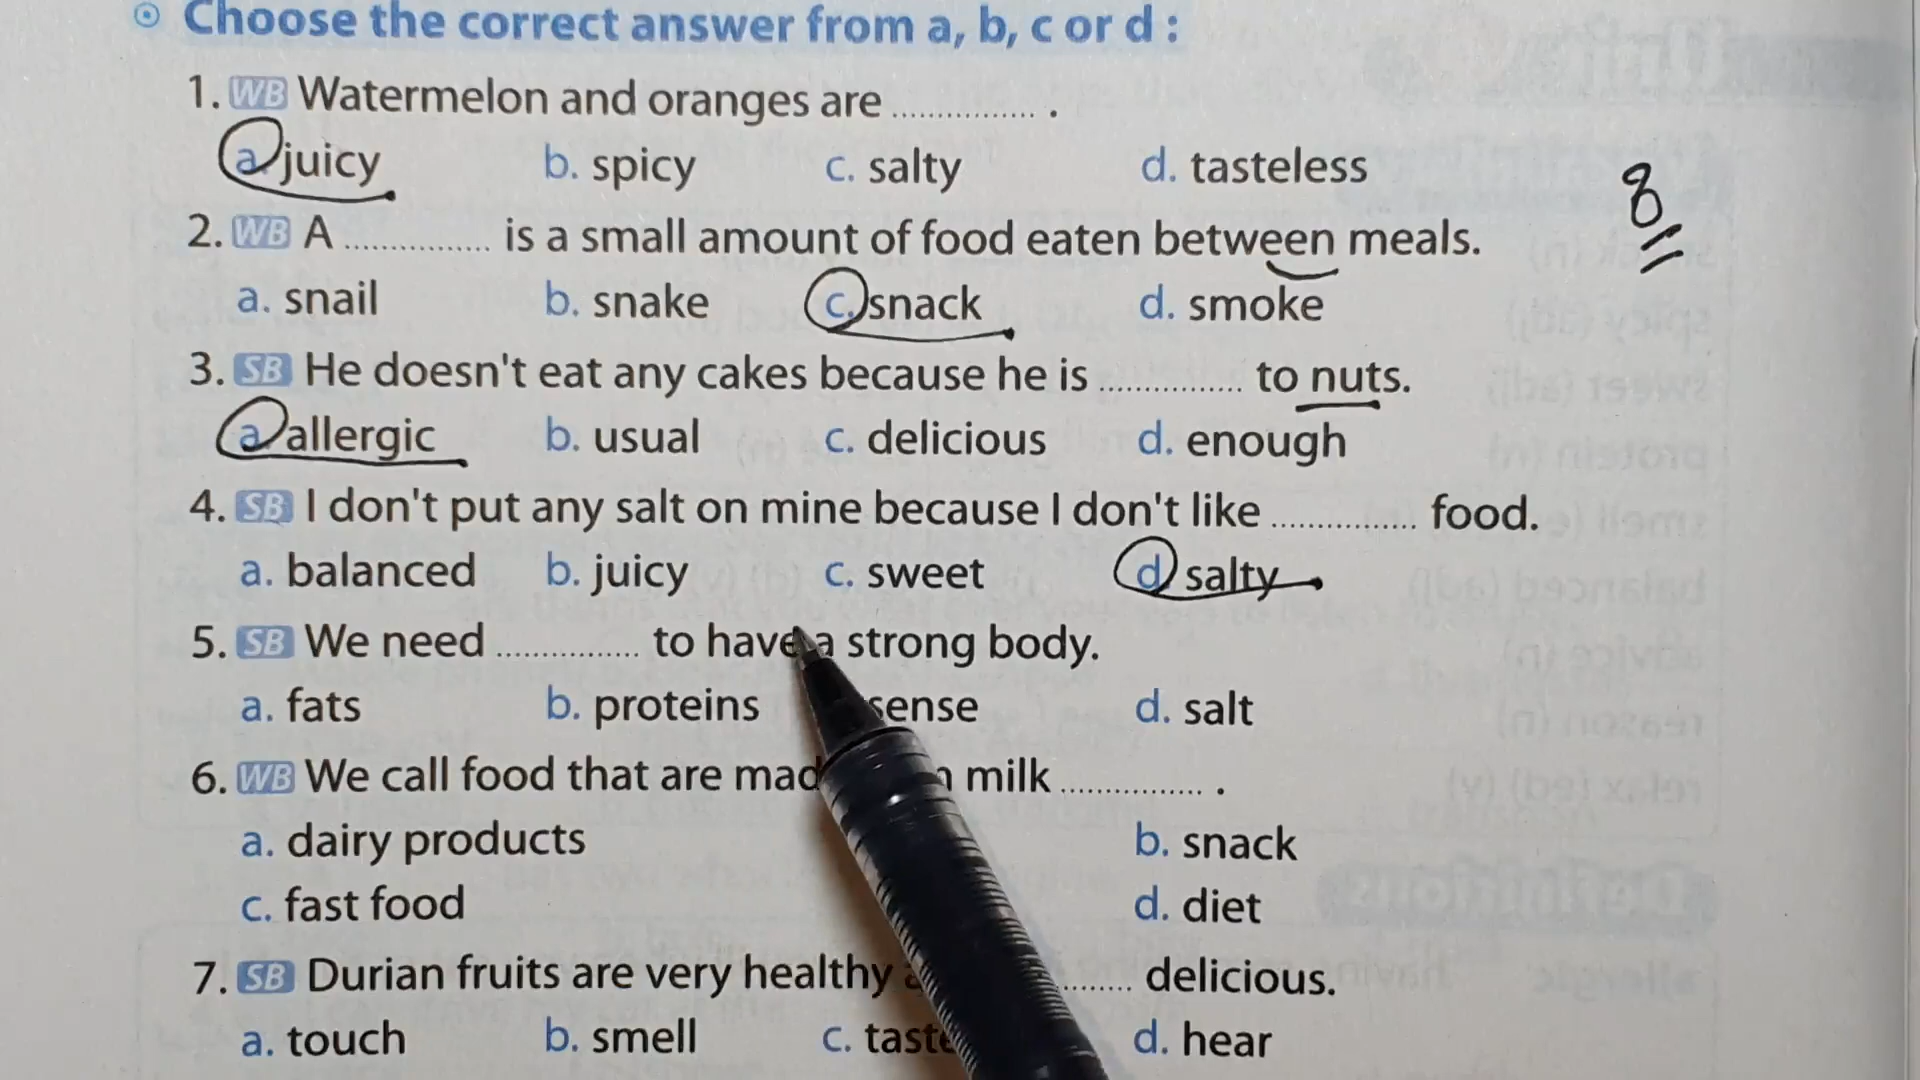 Choose the correct answer from a, b, c or d :
1. WB Watermelon and oranges are ................ .
a. juicy b. spicy c. salty d. tasteless
8
2. WB A ................ is a small amount of food eaten between meals.
a. snail b. snake c. snack d. smoke
3. SB He doesn't eat any cakes because he is ................ to nuts.
a. allergic b. usual c. delicious d. enough
4. SB I don't put any salt on mine because I don't like ................ food.
a. balanced b. juicy c. sweet d. salty
5. SB We need ................ to have a strong body.
a. fats b. proteins sense d. salt
6. WB We call food that are milk ................ .
a. dairy products b. snack
c. fast food d. diet
7. SB Durian fruits are very healthy ........ delicious.
a. touch b. smell c. taste d. hear